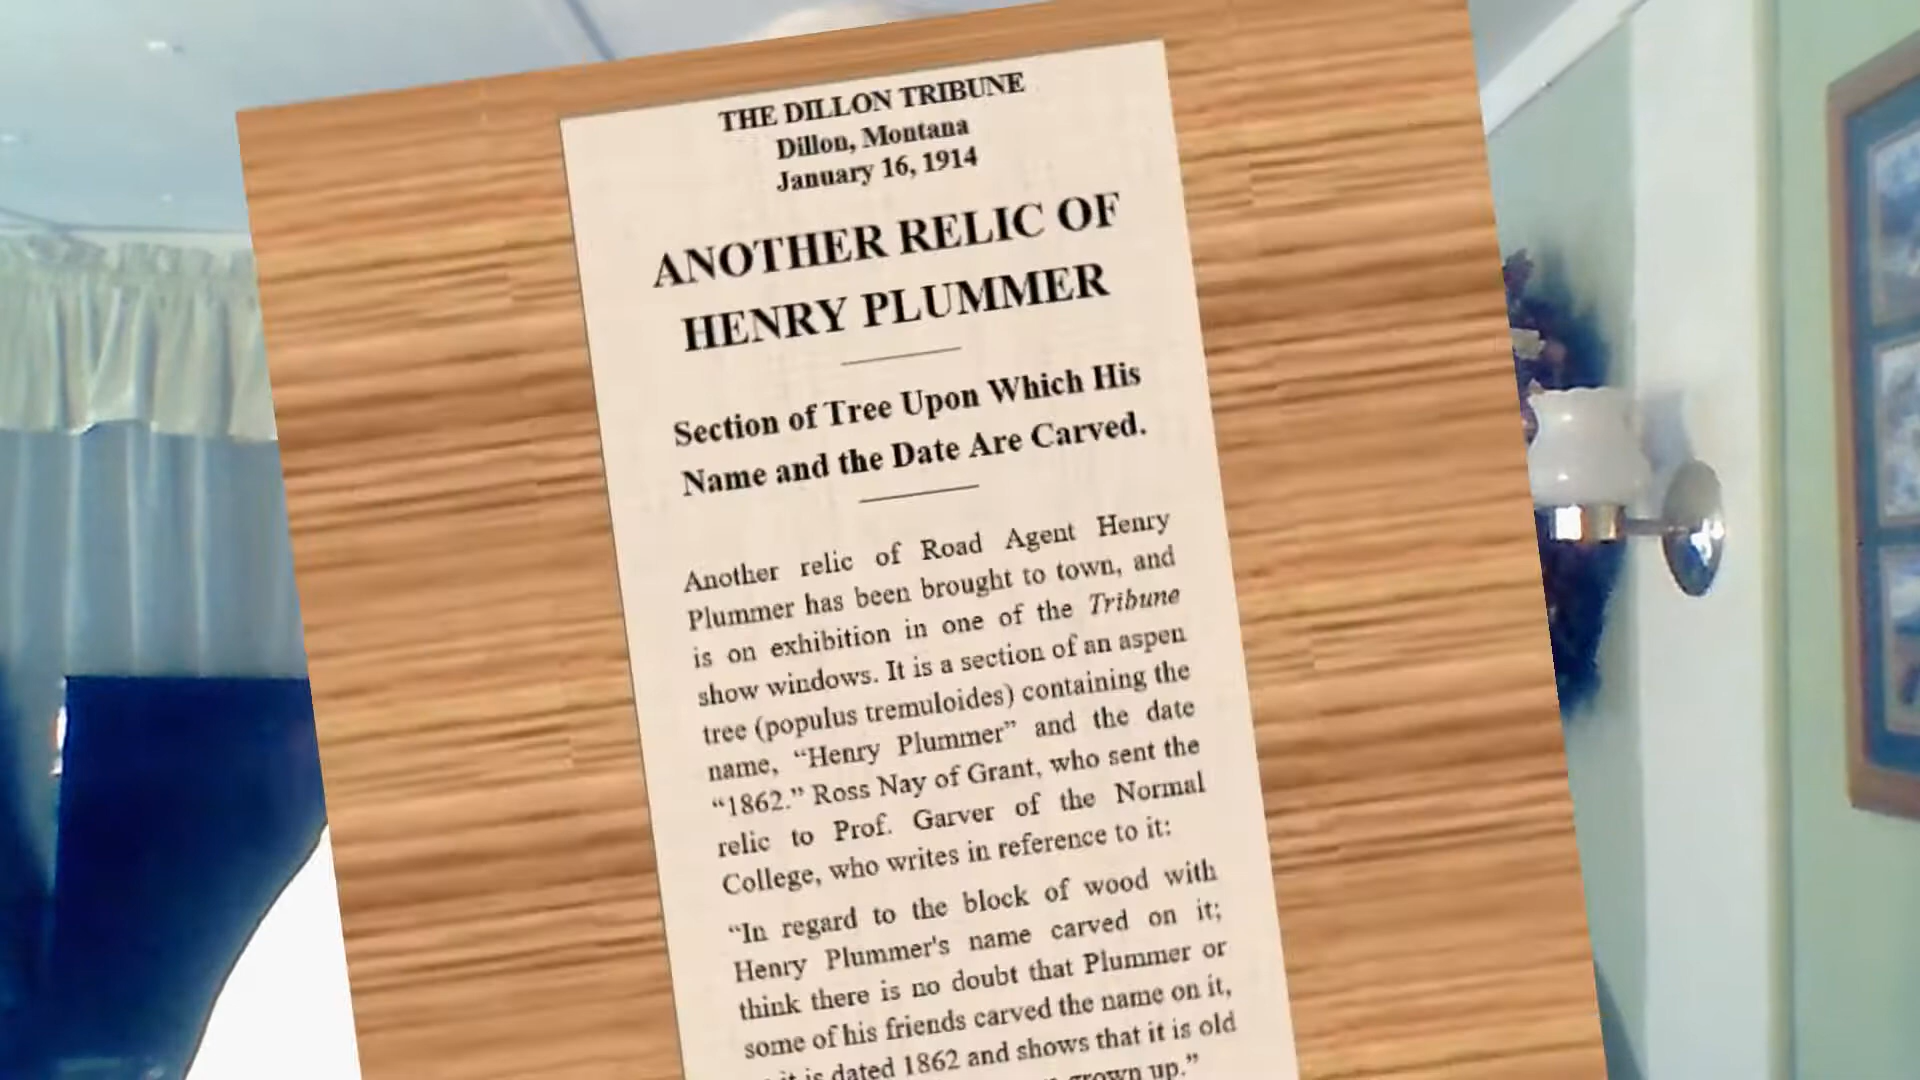 THE DILLON TRIBUNE
Dillon, Montana
January 16, 1914
ANOTHER RELIC OF
HENRY PLUMMER
Section of Tree Upon Which His
Name and the Date Are Carved.
Another relic of Road Agent Henry
Plummer has been brought to town, and
is on exhibition in one of the Tribune
show windows. It is a section of an aspen
tree (populus tremuloides) containing the
name, “Henry Plummer” and the date
“1862.” Ross Nay of Grant, who sent the
relic to Prof. Garver of the Normal
College, who writes in reference to it:
“In regard to the block of wood with
Henry Plummer's name carved on it;
think there is no doubt that Plummer or
some of his friends carved the name on it,
it is dated 1862 and shows that it is old
grown up.”